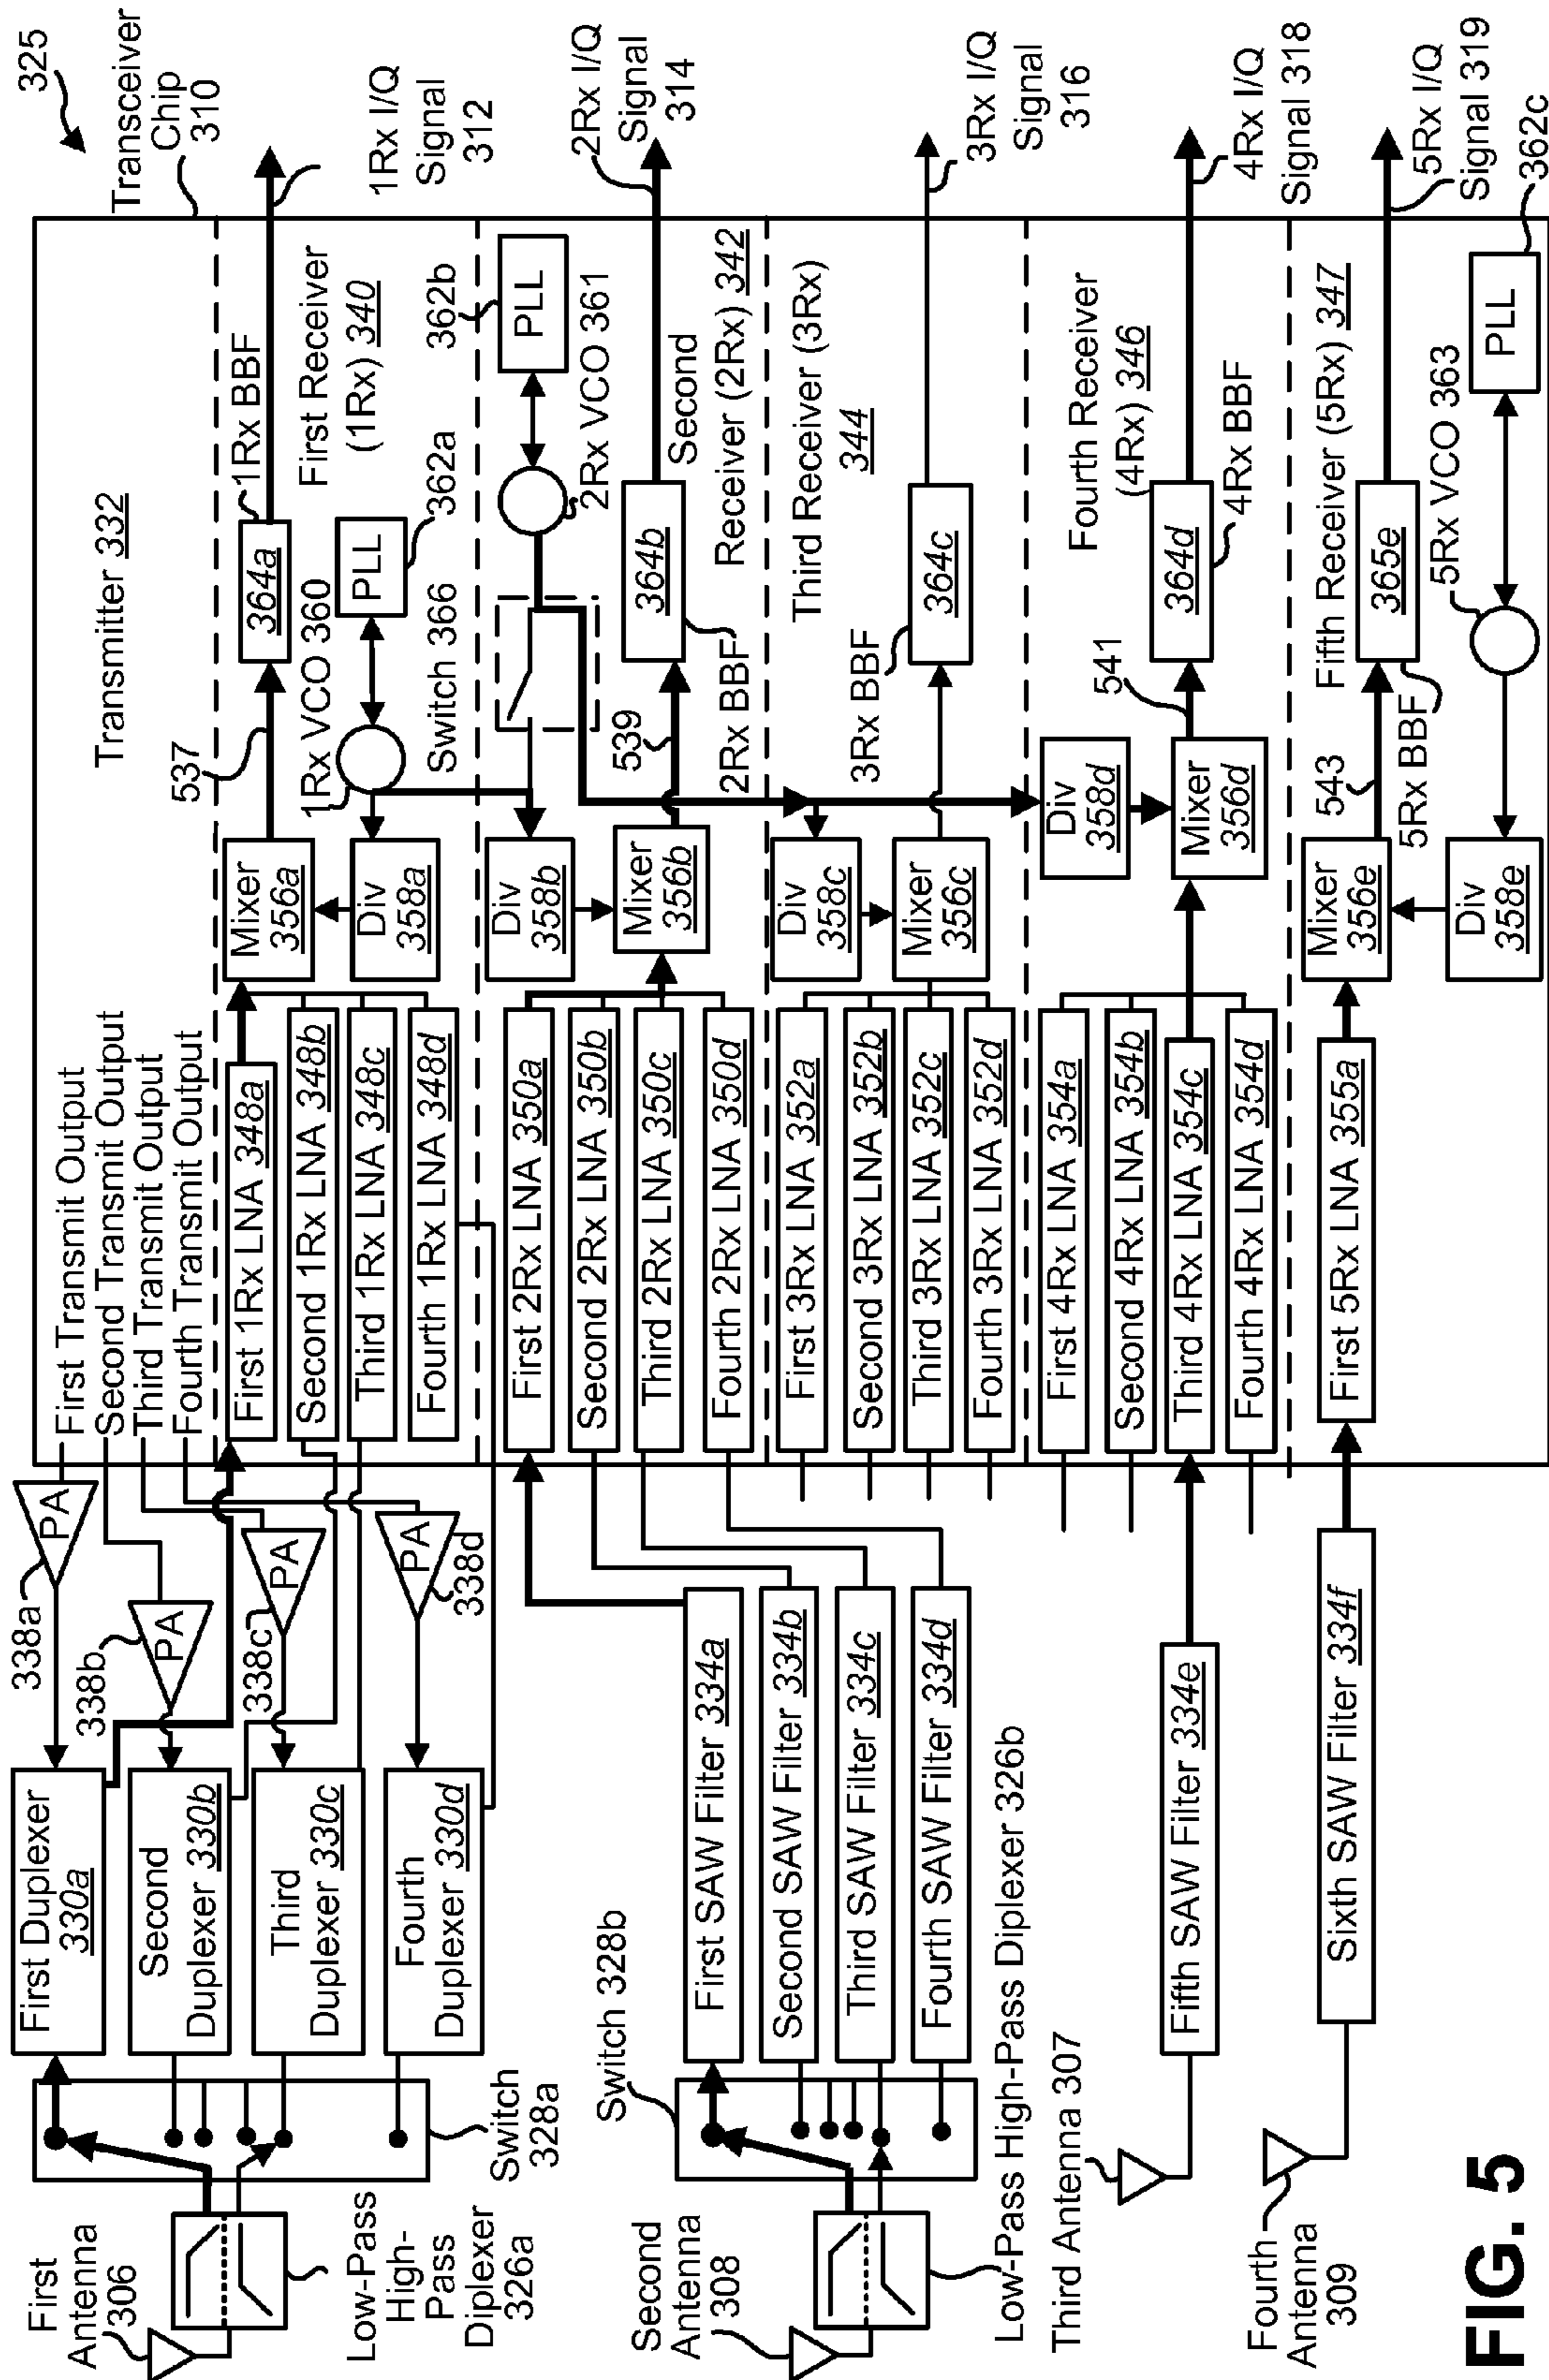 325
Transceiver
Chip
310
1Rx I/Q
Signal
312
2Rx I/Q
Signal
314
3Rx I/Q
Signal
316
4Rx I/Q
Signal 318
5Rx I/Q
Signal 319
362c
Transmitter 332
First Transmit Output
Second Transmit Output
Third Transmit Output
Fourth Transmit Output
First Receiver
(1Rx) 340
First 1Rx LNA 348a
Second 1Rx LNA 348b
Third 1Rx LNA 348c
Fourth 1Rx LNA 348d
Mixer
356a
Div
358a
537
1Rx VCO 360
PLL
362a
364a
1Rx BBF
Switch 366
Second
Receiver (2Rx) 342
First 2Rx LNA 350a
Second 2Rx LNA 350b
Third 2Rx LNA 350c
Fourth 2Rx LNA 350d
Div
358b
Mixer
356b
539
364b
2Rx BBF
2Rx VCO 361
PLL
362b
Third Receiver (3Rx)
344
First 3Rx LNA 352a
Second 3Rx LNA 352b
Third 3Rx LNA 352c
Fourth 3Rx LNA 352d
Div
358c
Mixer
356c
3Rx BBF
364c
Fourth Receiver
(4Rx) 346
First 4Rx LNA 354a
Second 4Rx LNA 354b
Third 4Rx LNA 354c
Fourth 4Rx LNA 354d
Div
358d
Mixer
356d
541
364d
4Rx BBF
Fifth Receiver (5Rx) 347
First 5Rx LNA 355a
Mixer
356e
Div
358e
543
5Rx BBF
365e
5Rx VCO 363
PLL
338a
PA
338b
PA
338c
PA
338d
PA
First Duplexer
330a
Second
Duplexer 330b
Third
Duplexer 330c
Fourth
Duplexer 330d
Switch
328a
First
Antenna
306
Low-Pass
High-
Pass
Diplexer
326a
Switch 328b
First SAW Filter 334a
Second SAW Filter 334b
Third SAW Filter 334c
Fourth SAW Filter 334d
Second
Antenna
308
Low-Pass High-Pass Diplexer 326b
Third Antenna 307
Fifth SAW Filter 334e
Fourth
Antenna
309
Sixth SAW Filter 334f
FIG. 5